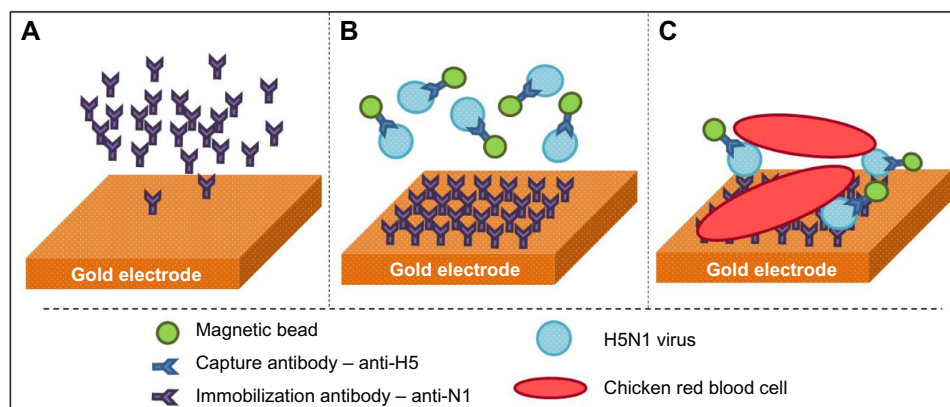 A
B
C
Gold electrode
Gold electrode
Gold electrode
Magnetic bead
Capture antibody – anti-H5
Immobilization antibody – anti-N1
H5N1 virus
Chicken red blood cell